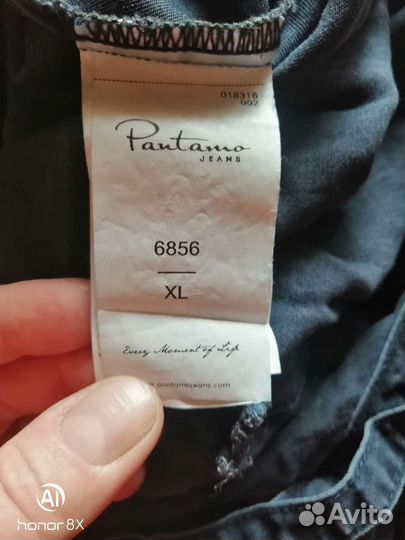 018316
002
Pantamo
JEANS
6856
XL
Every Moment of Life
www.pantamojeans.com
AI
honor 8X
Avito